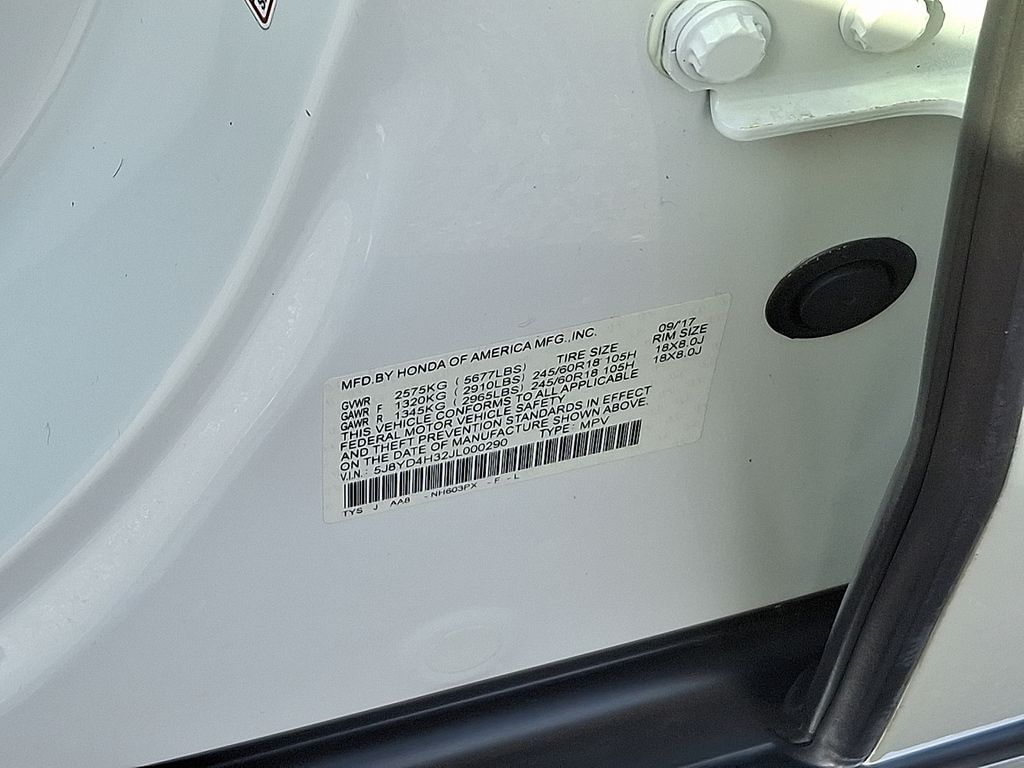 MFD.BY HONDA OF AMERICA MFG.,INC. 09/'17
TIRE SIZE RIM SIZE
GVWR 2575KG ( 5677LBS)
GAWR F 1320KG ( 2910LBS) 245/60R18 105H 18X8.0J
GAWR R 1345KG ( 2965LBS) 245/60R18 105H 18X8.0J
THIS VEHICLE CONFORMS TO ALL APPLICABLE
FEDERAL MOTOR VEHICLE SAFETY
AND THEFT PREVENTION STANDARDS IN EFFECT
ON THE DATE OF MANUFACTURE SHOWN ABOVE.
V.I.N.: 5J8YD4H32JL000290 TYPE: MPV
TYS J AA8 -NH603PX -F -L